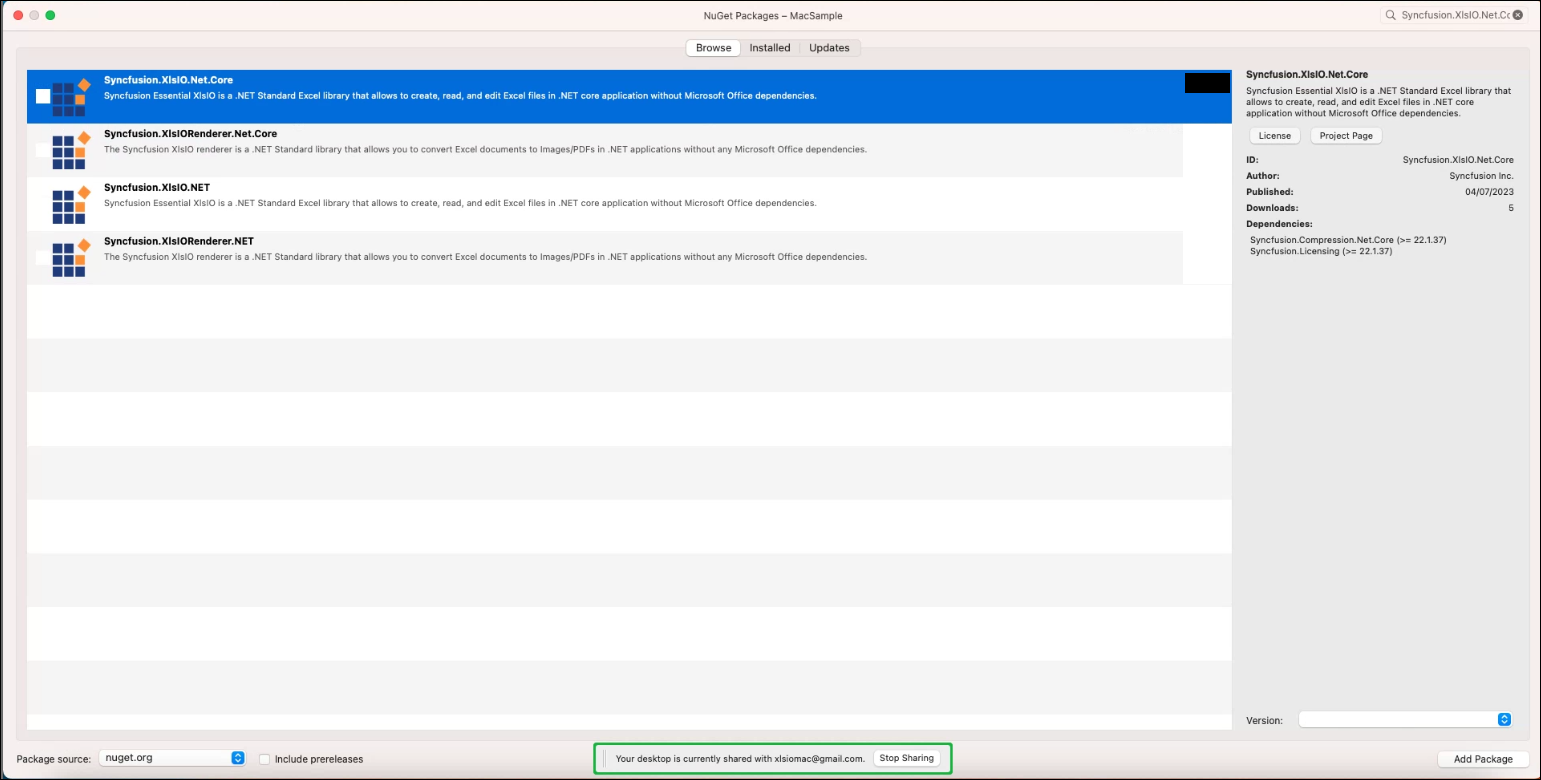 NuGet Packages – MacSample
Syncfusion.XlsIO.Net.Cc
Browse Installed Updates
Syncfusion.XlsIO.Net.Core
Syncfusion Essential XlsIO is a .NET Standard Excel library that allows to create, read, and edit Excel files in .NET core application without Microsoft Office dependencies.
Syncfusion.XlsIORenderer.Net.Core
The Syncfusion XlsIO renderer is a .NET Standard library that allows you to convert Excel documents to Images/PDFs in .NET applications without any Microsoft Office dependencies.
Syncfusion.XlsIO.NET
Syncfusion Essential XlsIO is a .NET Standard Excel library that allows to create, read, and edit Excel files in .NET core application without Microsoft Office dependencies.
Syncfusion.XlsIORenderer.NET
The Syncfusion XlsIO renderer is a .NET Standard library that allows you to convert Excel documents to Images/PDFs in .NET applications without any Microsoft Office dependencies.
Syncfusion.XlsIO.Net.Core
Syncfusion Essential XlsIO is a .NET Standard Excel library that
allows to create, read, and edit Excel files in .NET core
application without Microsoft Office dependencies.
License Project Page
ID: Syncfusion.XlsIO.Net.Core
Author: Syncfusion Inc.
Published: 04/07/2023
Downloads: 5
Dependencies:
Syncfusion.Compression.Net.Core (>= 22.1.37)
Syncfusion.Licensing (>= 22.1.37)
Version:
Package source: nuget.org Include prereleases
Your desktop is currently shared with xlsiomac@gmail.com. Stop Sharing
Add Package